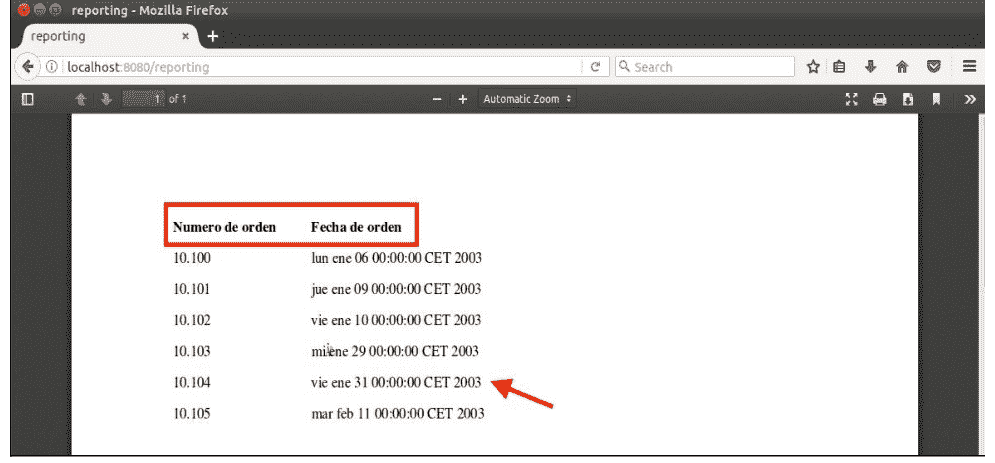 reporting - Mozilla Firefox
reporting
localhost:8080/reporting
Search
1 of 1
Automatic Zoom
Numero de orden Fecha de orden
10.100 lun ene 06 00:00:00 CET 2003
10.101 jue ene 09 00:00:00 CET 2003
10.102 vie ene 10 00:00:00 CET 2003
10.103 ene 29 00:00:00 CET 2003
10.104 vie ene 31 00:00:00 CET 2003
10.105 mar feb 11 00:00:00 CET 2003